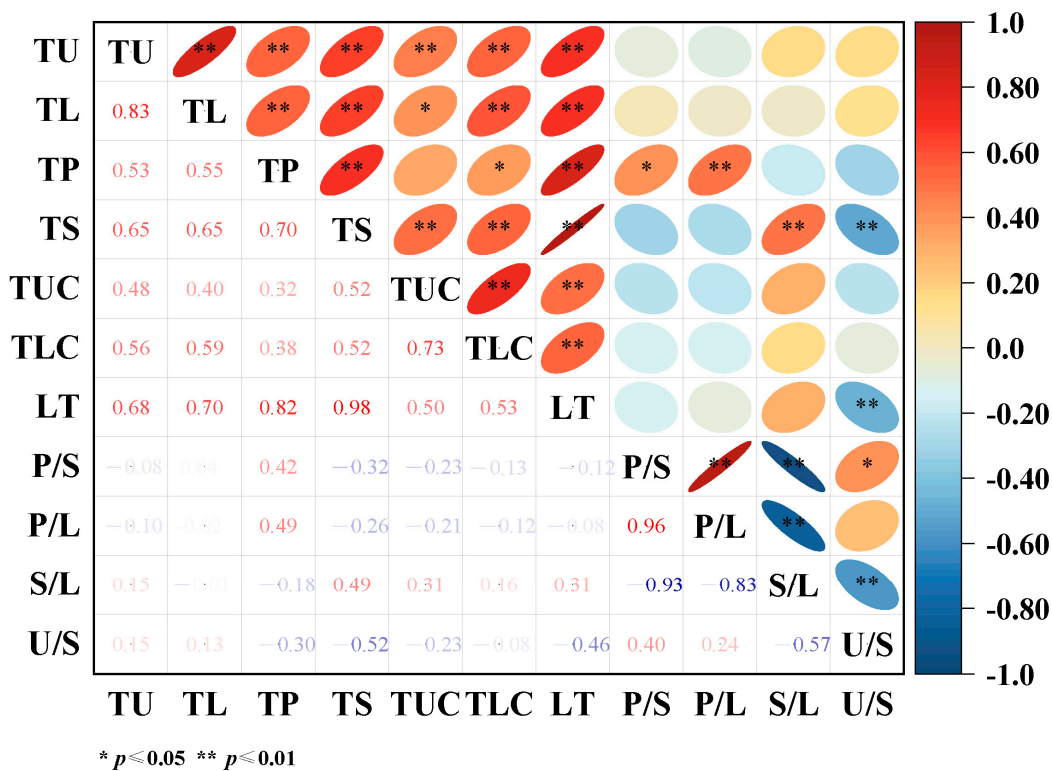 TU TU ** ** ** ** ** ** 1.0
TL 0.83 TL ** ** * ** ** 0.80
TP 0.53 0.55 TP ** * ** * ** 0.60
TS 0.65 0.65 0.70 TS ** ** ** ** ** 0.40
TUC 0.48 0.40 0.32 0.52 TUC ** ** 0.20
TLC 0.56 0.59 0.38 0.52 0.73 TLC ** 0.0
LT 0.68 0.70 0.82 0.98 0.50 0.53 LT ** -0.20
P/S −0.08 0.04 0.42 −0.32 −0.23 −0.13 −0.12 P/S ** ** * -0.40
P/L −0.10 −0.02 0.49 −0.26 −0.21 −0.12 −0.08 0.96 P/L ** -0.60
S/L 0.15 −0.01 −0.18 0.49 0.31 0.16 0.31 −0.93 −0.83 S/L ** -0.80
U/S 0.15 0.13 −0.30 −0.52 −0.23 −0.08 −0.46 0.40 0.24 −0.57 U/S -1.0
TU TL TP TS TUC TLC LT P/S P/L S/L U/S
* p≤0.05 ** p≤0.01